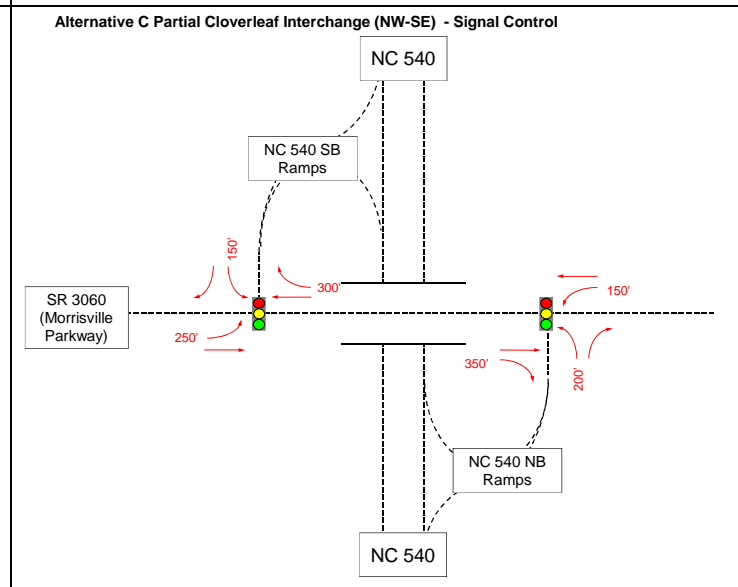 Alternative C Partial Cloverleaf Interchange (NW-SE) - Signal Control
NC 540
NC 540 SB
Ramps
150'
300'
SR 3060
(Morrisville
Parkway)
250'
150'
350'
200'
NC 540 NB
Ramps
NC 540